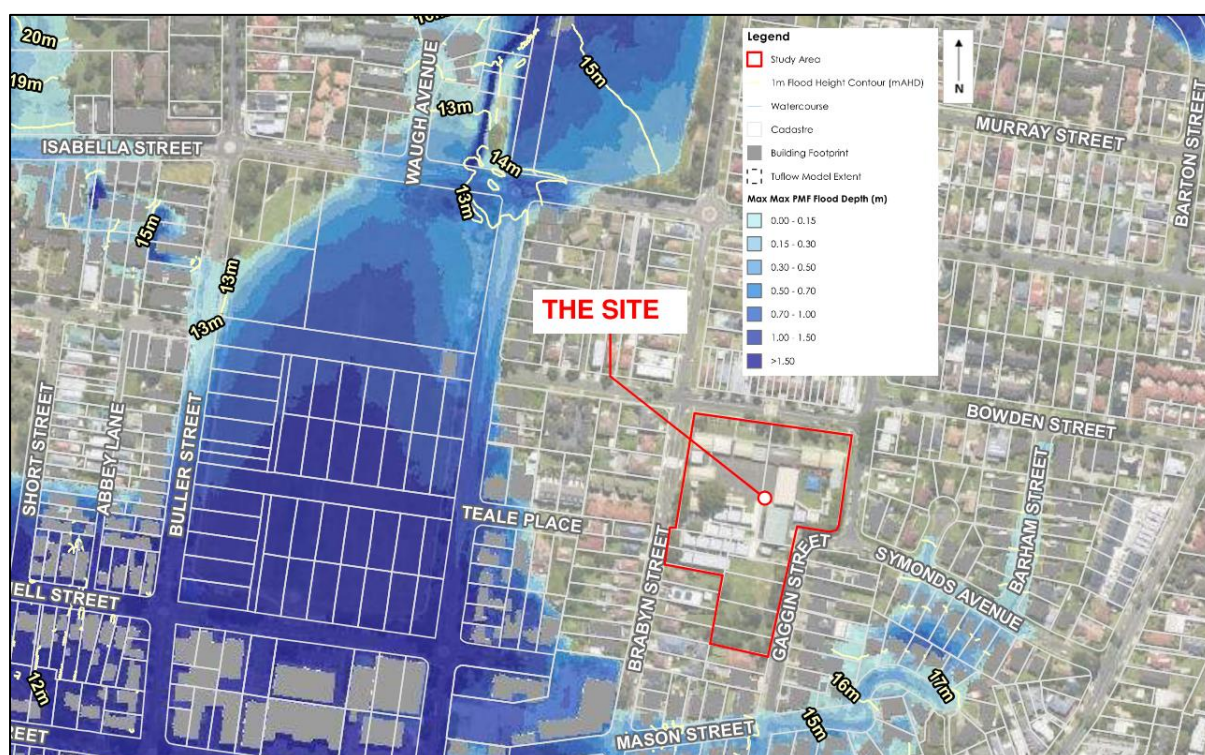 20m
19m
10m
15m
13m
14m
13m
15m
13m
13m
12m
16m
17m
15m
ISABELLA STREET
WAUGH AVENUE
MURRAY STREET
BARTON STREET
SHORT STREET
ABBEY LANE
BULLER STREET
TEALE PLACE
BRABYN STREET
GAGGIN STREET
BOWDEN STREET
SYMONDS AVENUE
BARHAM STREET
MASON STREET
THE SITE
Legend
Study Area
1m Flood Height Contour (mAHD)
Watercourse
Cadastre
Building Footprint
Tuflow Model Extent
Max Max PMF Flood Depth (m)
0.00 - 0.15
0.15 - 0.30
0.30 - 0.50
0.50 - 0.70
0.70 - 1.00
1.00 - 1.50
>1.50
N